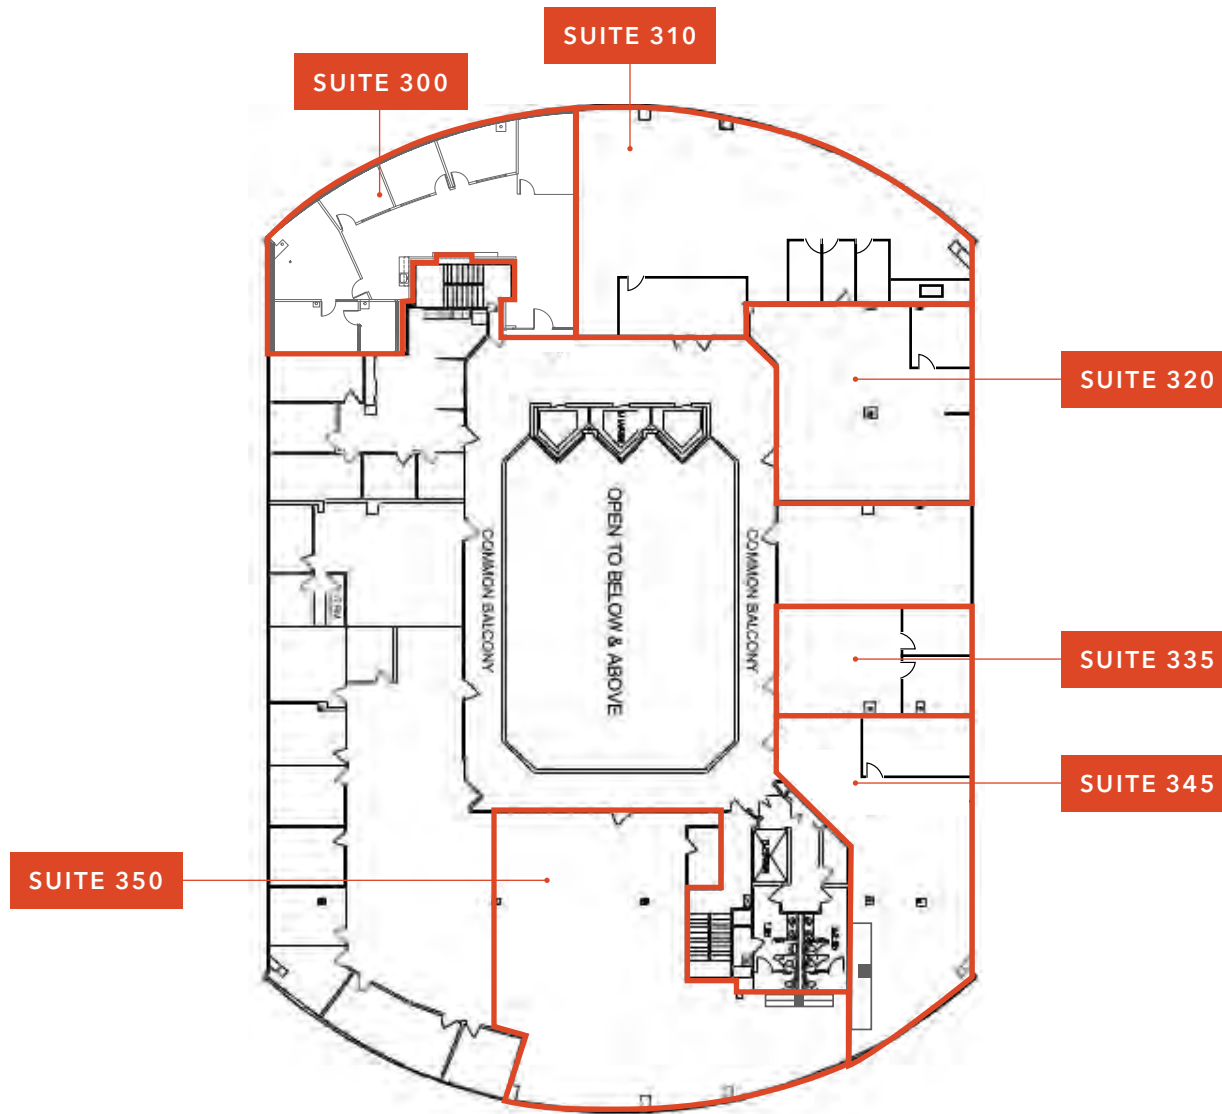 SUITE 310
SUITE 300
SUITE 320
OPEN TO BELOW & ABOVE
COMMON BALCONY
COMMON BALCONY
SUITE 335
SUITE 345
SUITE 350